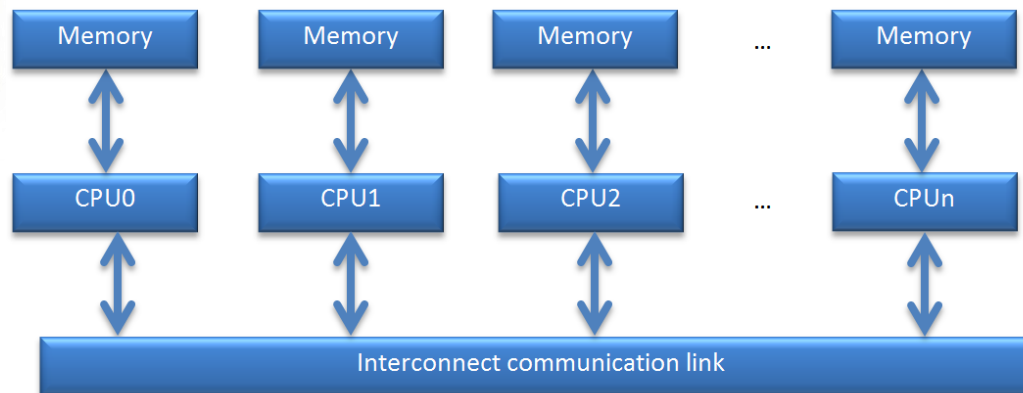 Memory Memory Memory ... Memory
CPU0 CPU1 CPU2 ... CPUn
Interconnect communication link